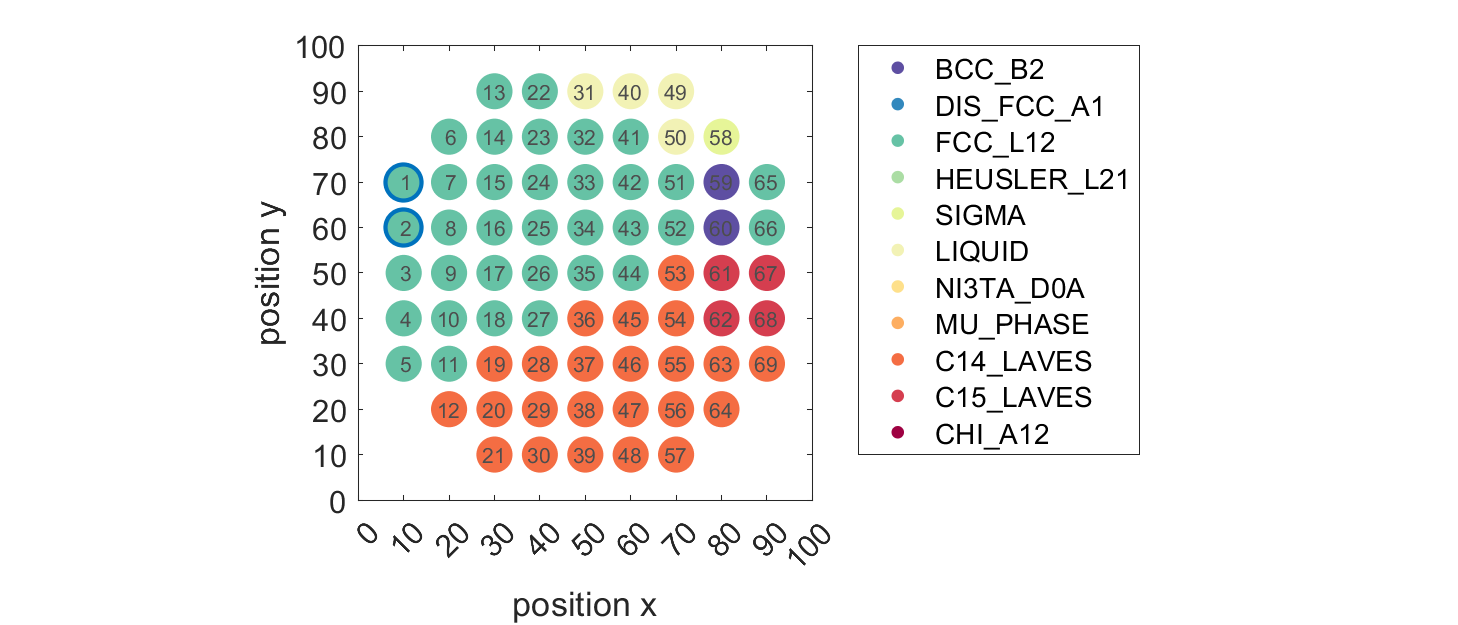 100
90
80
70
60
50
40
30
20
10
0
position y
13 22 31 40 49
6 14 23 32 41 50 58
1 7 15 24 33 42 51 59 65
2 8 16 25 34 43 52 60 66
3 9 17 26 35 44 53 61 67
4 10 18 27 36 45 54 62 68
5 11 19 28 37 46 55 63 69
12 20 29 38 47 56 64
21 30 39 48 57
0 10 20 30 40 50 60 70 80 90 100
position x
BCC_B2
DIS_FCC_A1
FCC_L12
HEUSLER_L21
SIGMA
LIQUID
NI3TA_D0A
MU_PHASE
C14_LAVES
C15_LAVES
CHI_A12